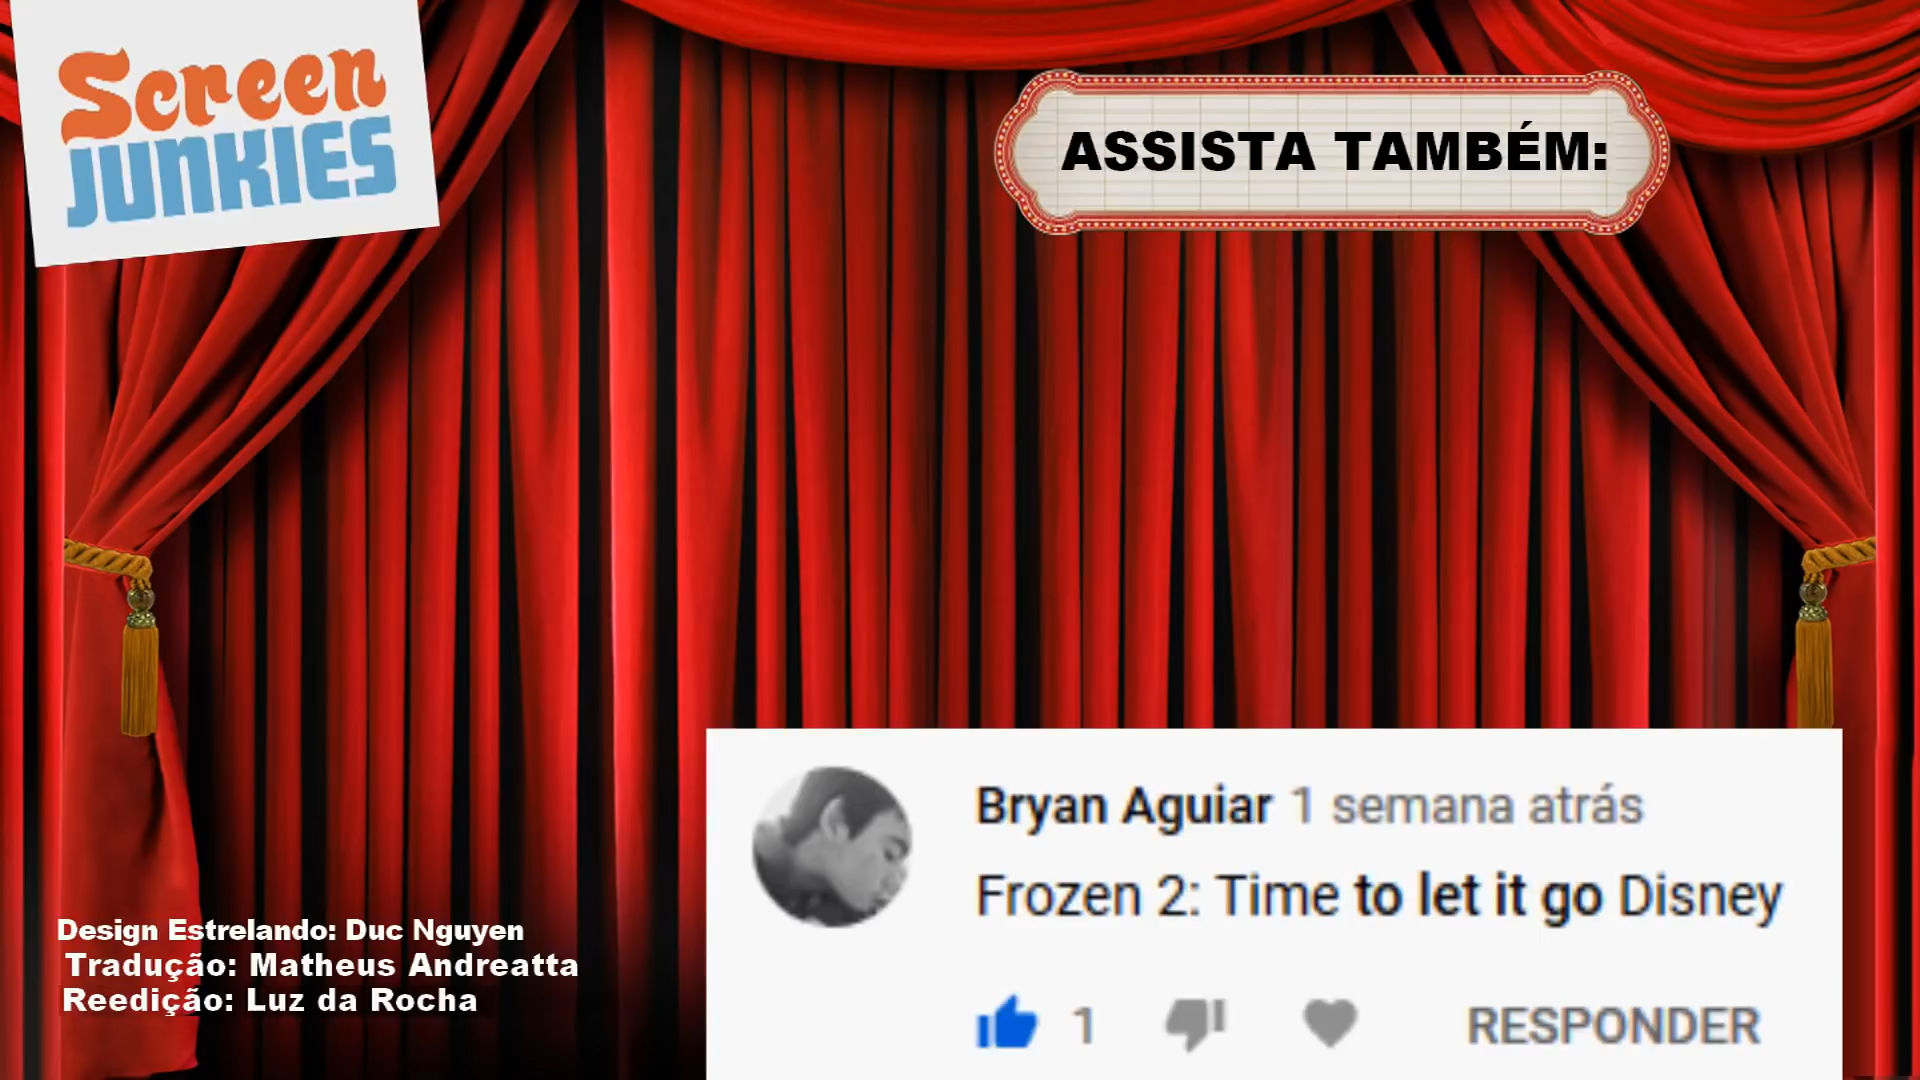 Screen
JUNKIES
ASSISTA TAMBÉM:
Bryan Aguiar 1 semana atrás
Frozen 2: Time to let it go Disney
1 RESPONDER
Design Estrelando: Duc Nguyen
Tradução: Matheus Andreatta
Reedição: Luz da Rocha